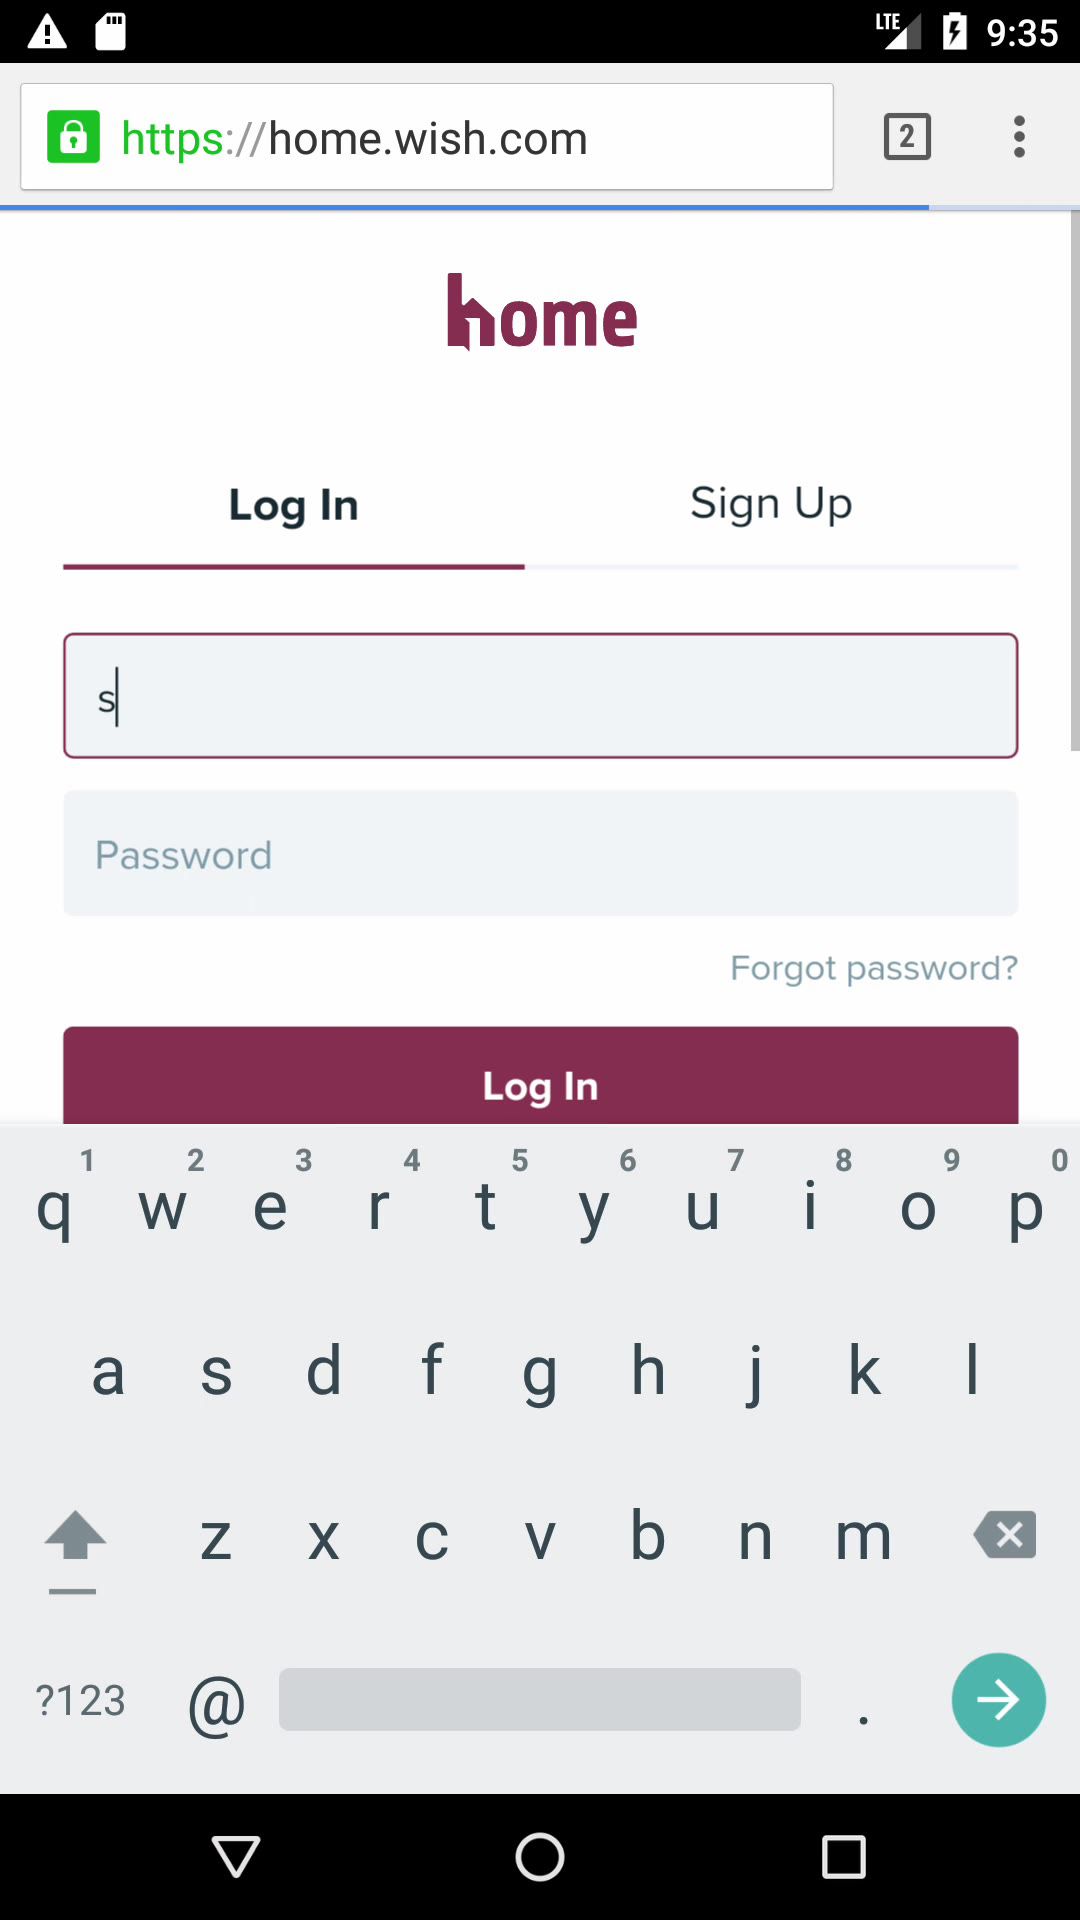 LTE 9:35
https://home.wish.com 2
home
Log In Sign Up
s
Password
Forgot password?
Log In
1 2 3 4 5 6 7 8 9 0
q w e r t y u i o p
a s d f g h j k l
z x c v b n m
?123 @ .